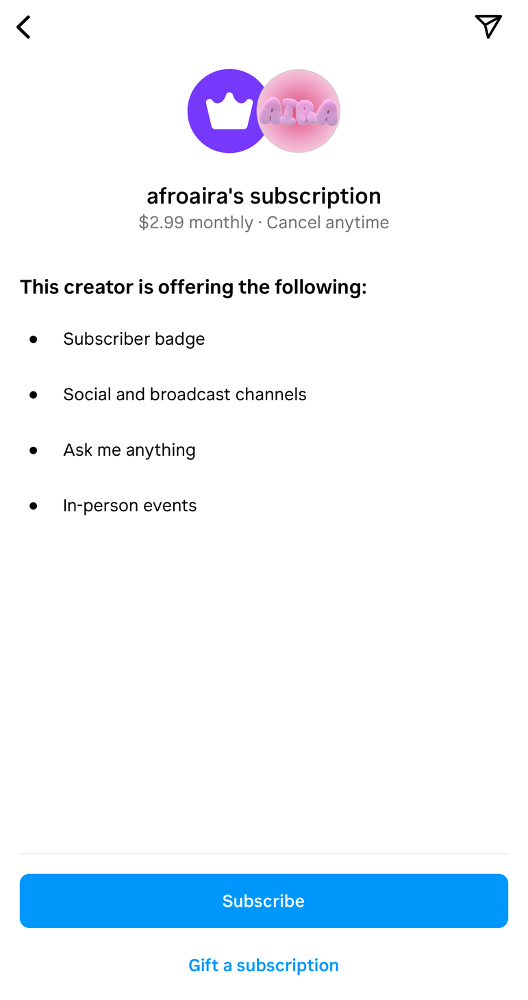 AIRA
afroaira's subscription
$2.99 monthly · Cancel anytime
This creator is offering the following:
• Subscriber badge
• Social and broadcast channels
• Ask me anything
• In-person events
Subscribe
Gift a subscription